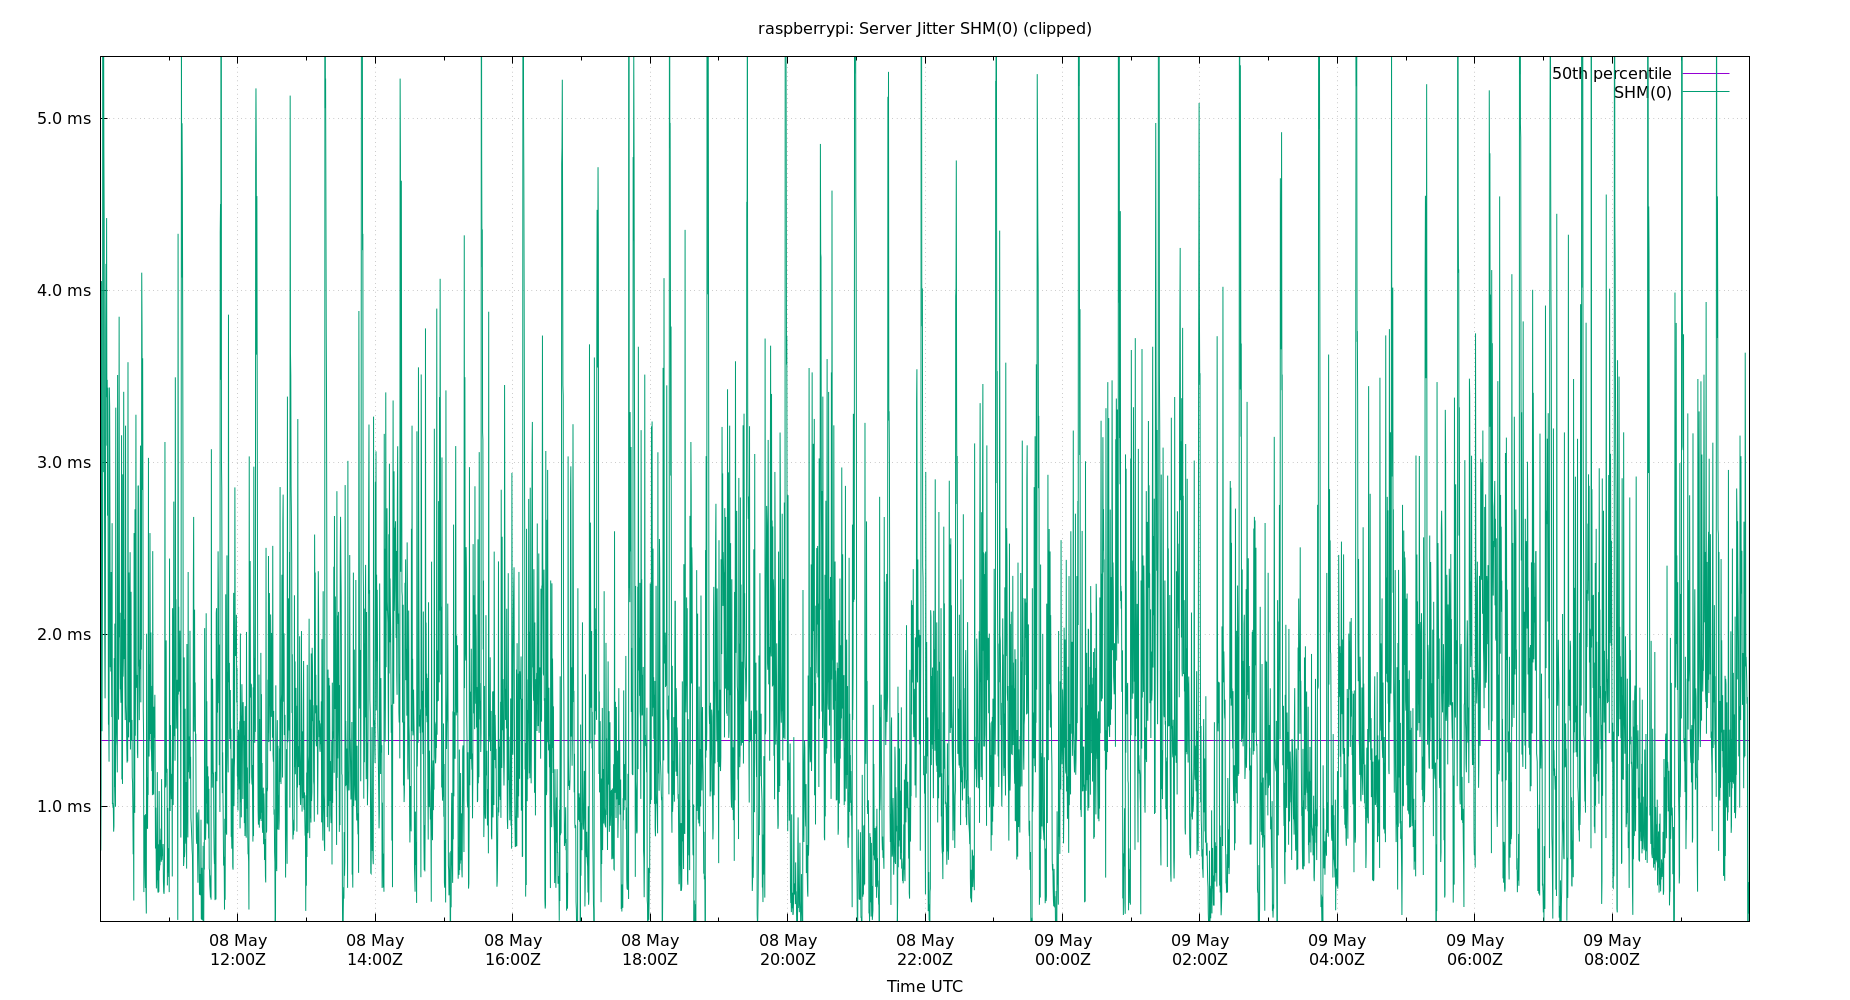 raspberrypi: Server Jitter SHM(0) (clipped)
50th percentile
SHM(0)
5.0 ms
4.0 ms
3.0 ms
2.0 ms
1.0 ms
08 May 08 May 08 May 08 May 08 May 08 May 09 May 09 May 09 May 09 May 09 May
12:00Z 14:00Z 16:00Z 18:00Z 20:00Z 22:00Z 00:00Z 02:00Z 04:00Z 06:00Z 08:00Z
Time UTC